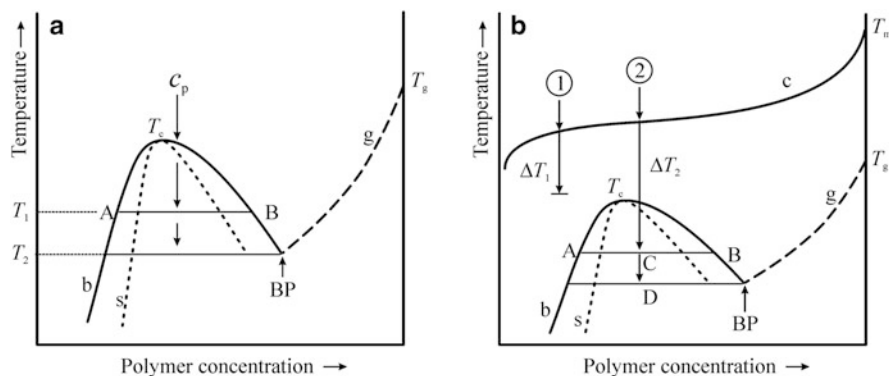 a
Temperature →
c_p
T_c
T_g
g
T_1
A
B
T_2
b
s
BP
Polymer concentration →
b
Temperature →
T_m
1
2
c
ΔT_1
ΔT_2
T_g
T_c
g
A
B
C
D
b
s
BP
Polymer concentration →